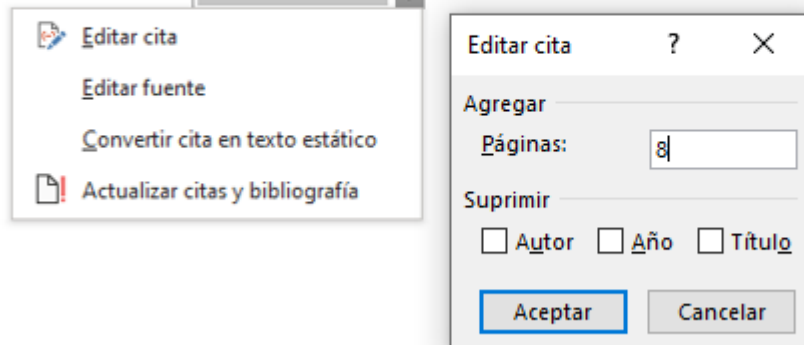 Editar cita
Editar fuente
Convertir cita en texto estático
Actualizar citas y bibliografía
Editar cita ? ×
Agregar
Páginas: 8
Suprimir
Autor Año Título
Aceptar Cancelar